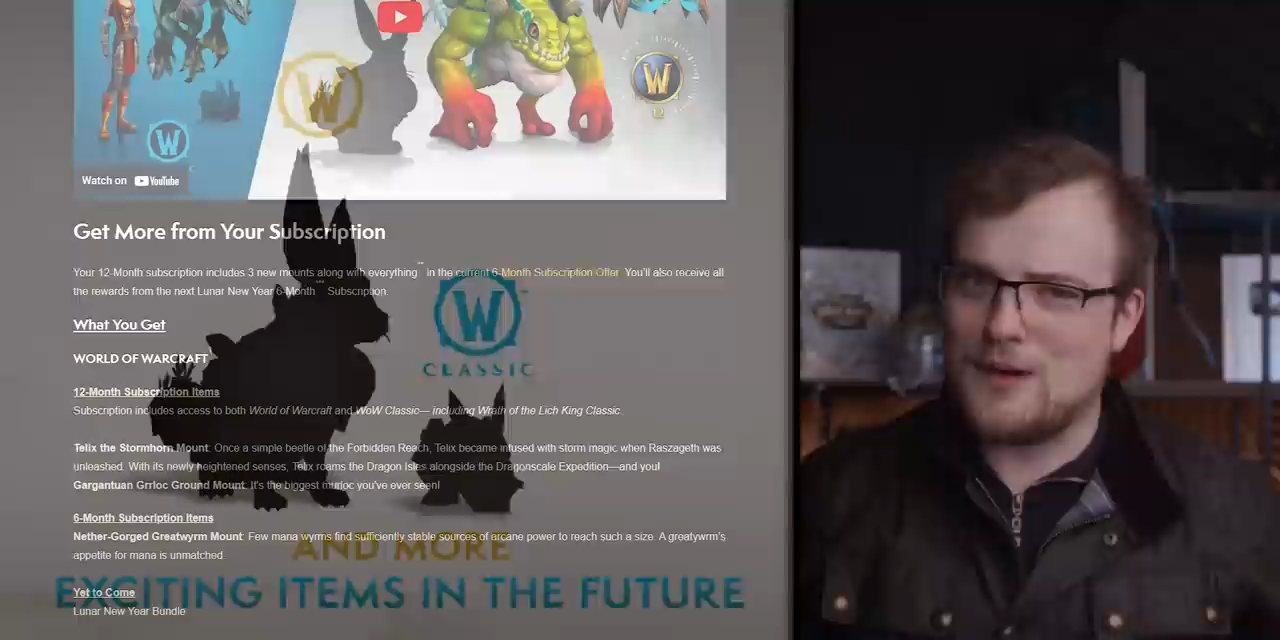 W
W
W
12
Watch on YouTube
Get More from Your Subscription
Your 12-Month subscription includes 3 new mounts along with everything in the current 6-Month Subscription Offer. You'll also receive all
the rewards from the next Lunar New Year 6-Month Subscription.
What You Get
W
CLASSIC
WORLD OF WARCRAFT
12-Month Subscription Items
Subscription includes access to both World of Warcraft and WoW Classic— including Wrath of the Lich King Classic.
Telix the Stormhorn Mount: Once a simple beetle of the Forbidden Reach, Telix became infused with storm magic when Raszageth was
unleashed. With its newly heightened senses, Telix roams the Dragon Isles alongside the Dragonscale Expedition—and you!
Gargantuan Grrloc Ground Mount: It's the biggest murloc you've ever seen!
6-Month Subscription Items
Nether-Gorged Greatwyrm Mount: Few mana wyrms find sufficiently stable sources of arcane power to reach such a size. A greatywrm's
appetite for mana is unmatched.
AND MORE
EXCITING ITEMS IN THE FUTURE
Yet to Come
Lunar New Year Bundle